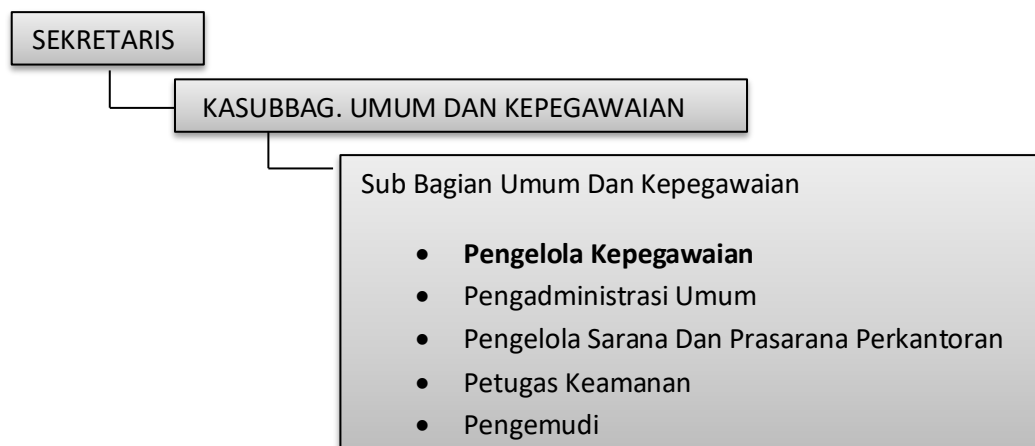 SEKRETARIS
KASUBBAG. UMUM DAN KEPEGAWAIAN
Sub Bagian Umum Dan Kepegawaian
• Pengelola Kepegawaian
• Pengadministrasi Umum
• Pengelola Sarana Dan Prasarana Perkantoran
• Petugas Keamanan
• Pengemudi